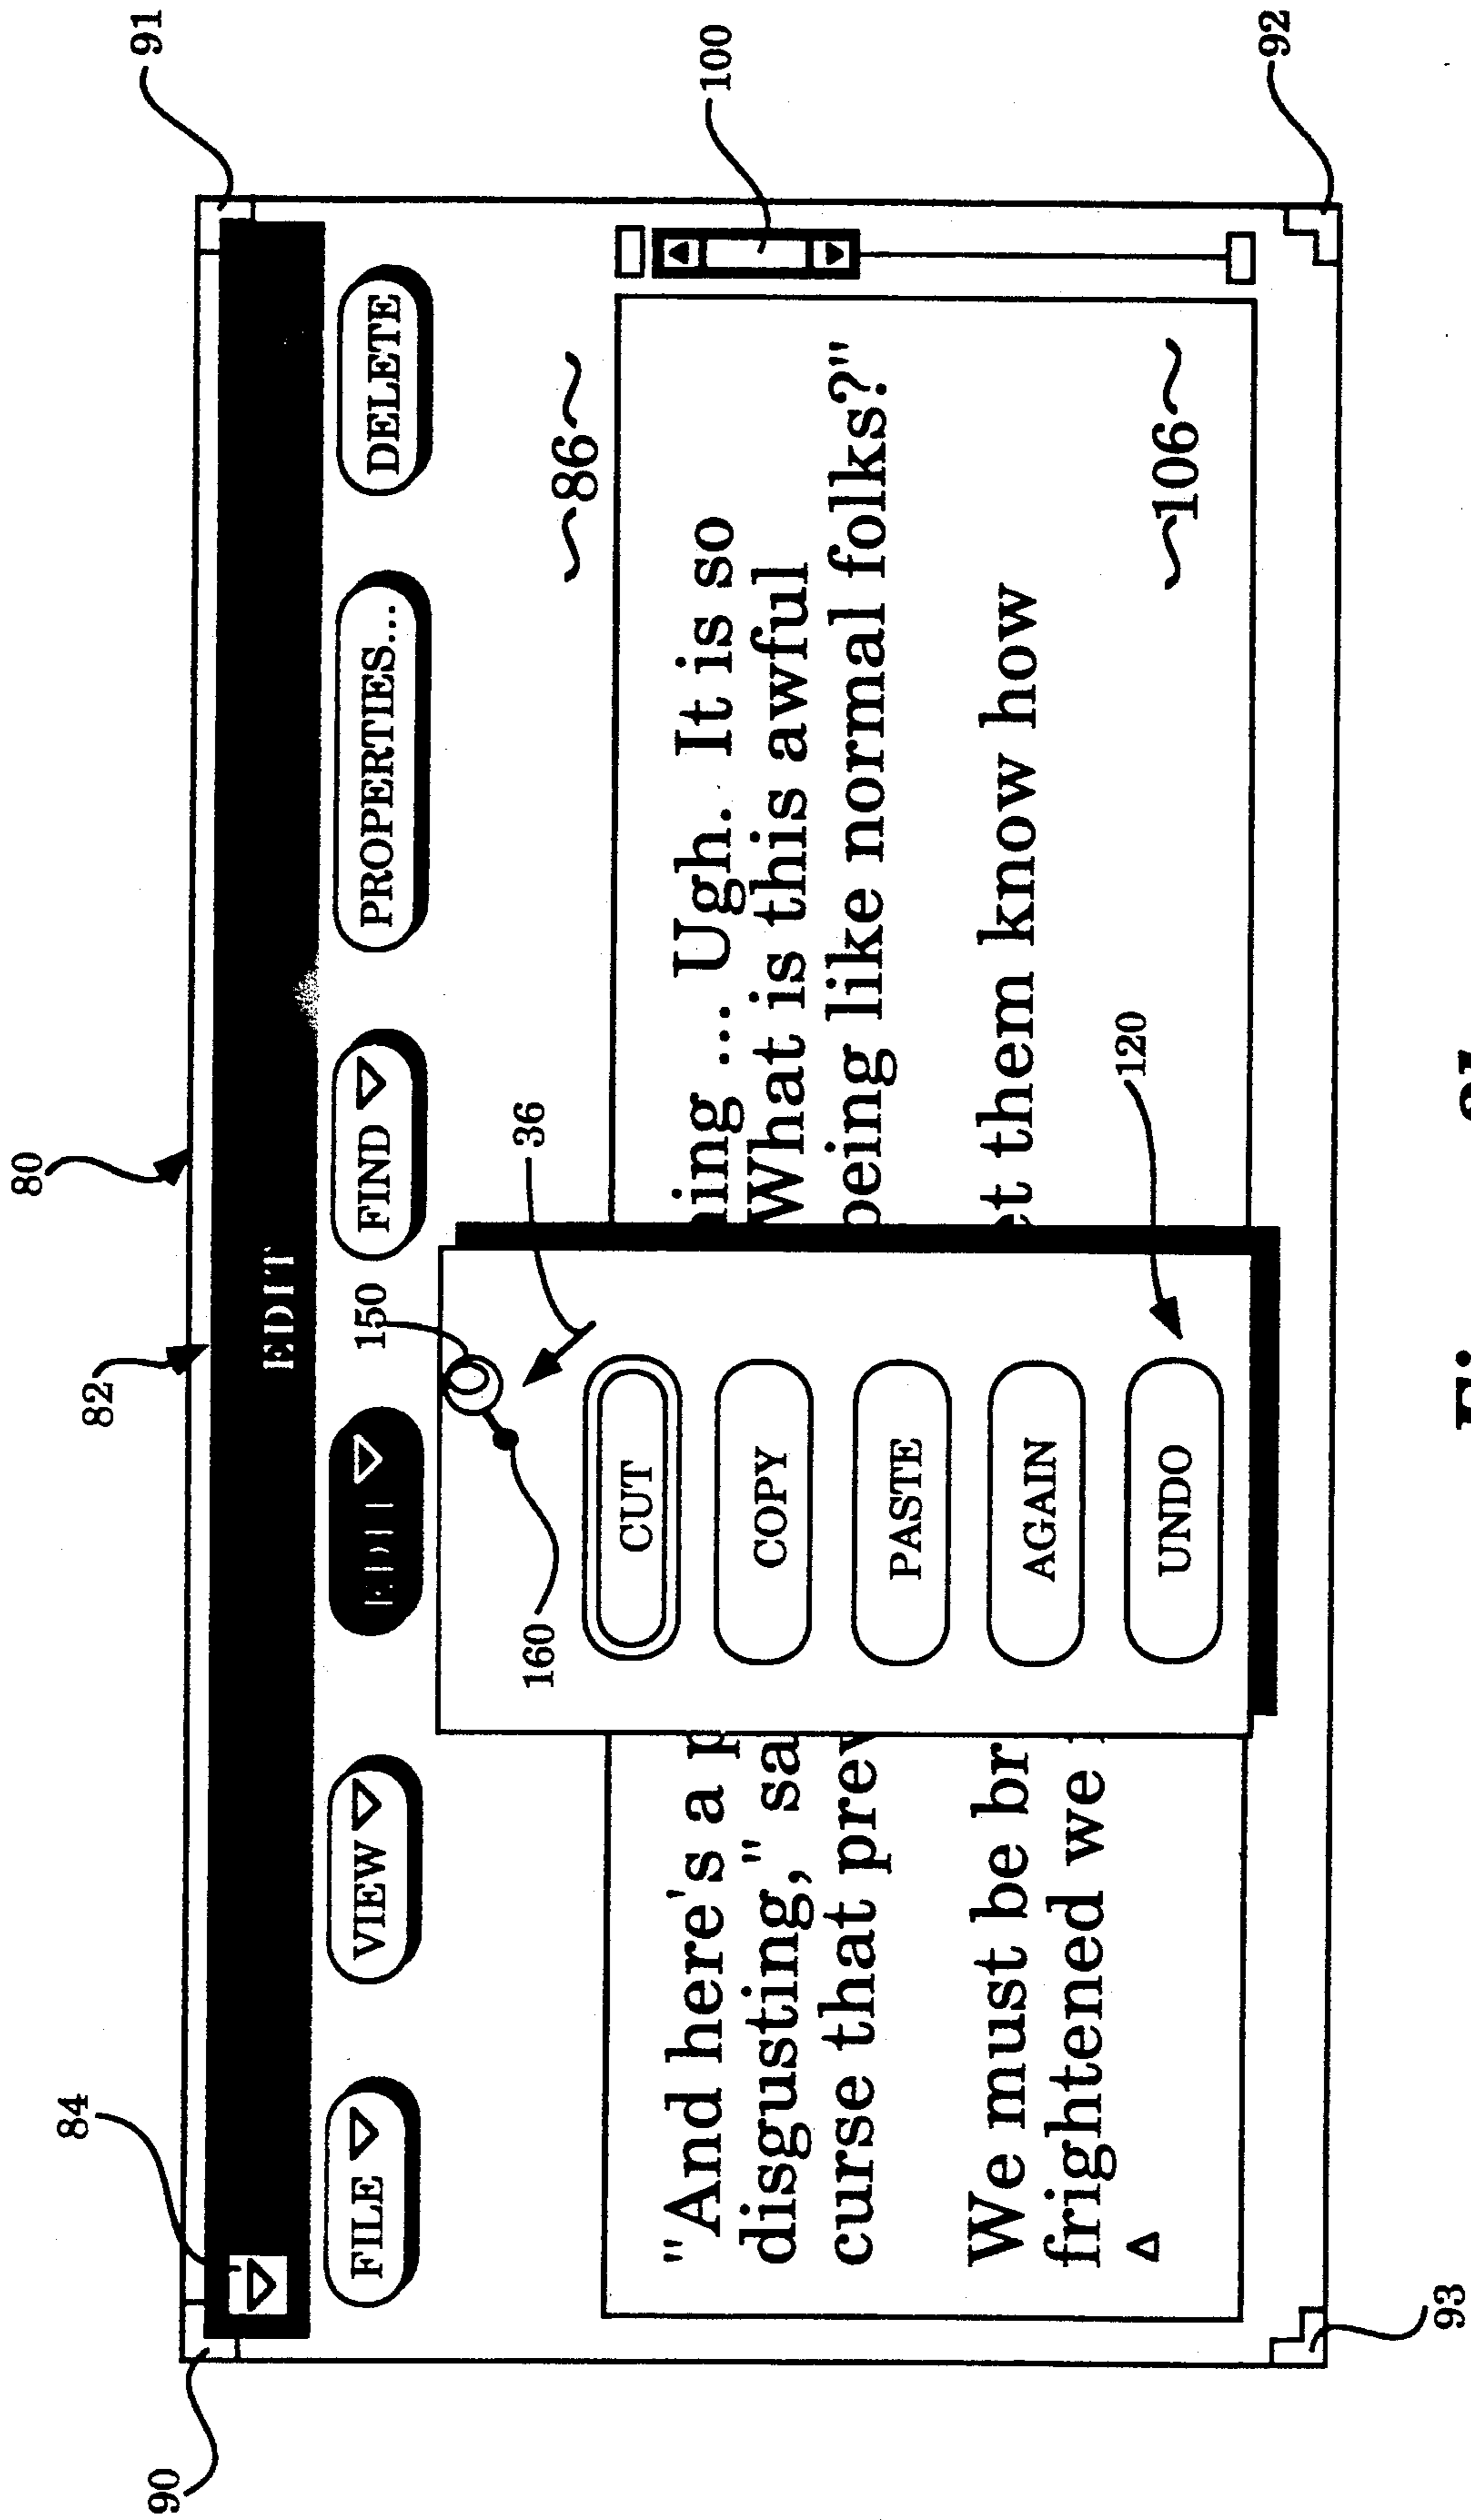 80
82
84
90
91
EDIT
FILE
VIEW
EDIT
150
FIND
PROPERTIES...
DELETE
36
160
86
100
"And here's a p
ing ... Ugh. It is so
disgusting," sa
What is this awful
curse that prev
being like normal folks?"
We must be br
t them know how
frightened we
CUT
COPY
PASTE
AGAIN
UNDO
120
106
93
92